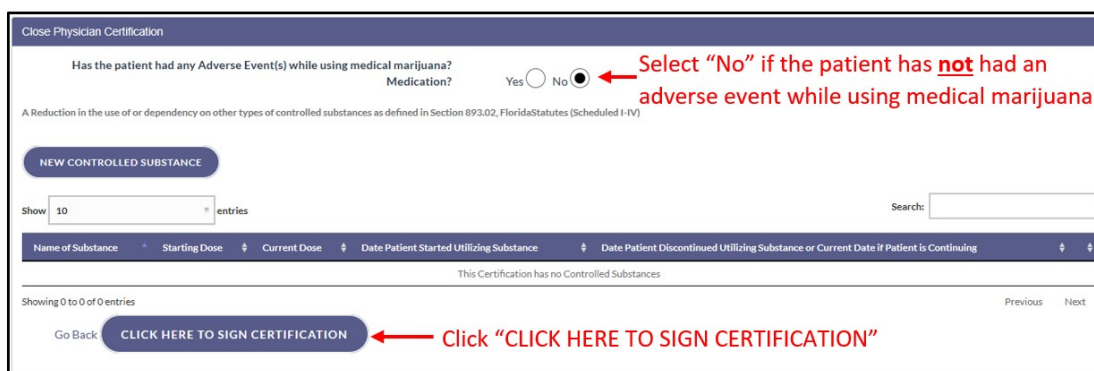 Close Physician Certification
Has the patient had any Adverse Event(s) while using medical marijuana?
Medication?
Yes No
Select “No” if the patient has not had an
adverse event while using medical marijuana
A Reduction in the use of or dependency on other types of controlled substances as defined in Section 893.02, FloridaStatutes (Scheduled I-IV)
NEW CONTROLLED SUBSTANCE
Show 10 entries
Search:
Name of Substance Starting Dose Current Dose Date Patient Started Utilizing Substance Date Patient Discontinued Utilizing Substance or Current Date if Patient is Continuing
This Certification has no Controlled Substances
Showing 0 to 0 of 0 entries
Previous Next
Go Back CLICK HERE TO SIGN CERTIFICATION
Click “CLICK HERE TO SIGN CERTIFICATION”